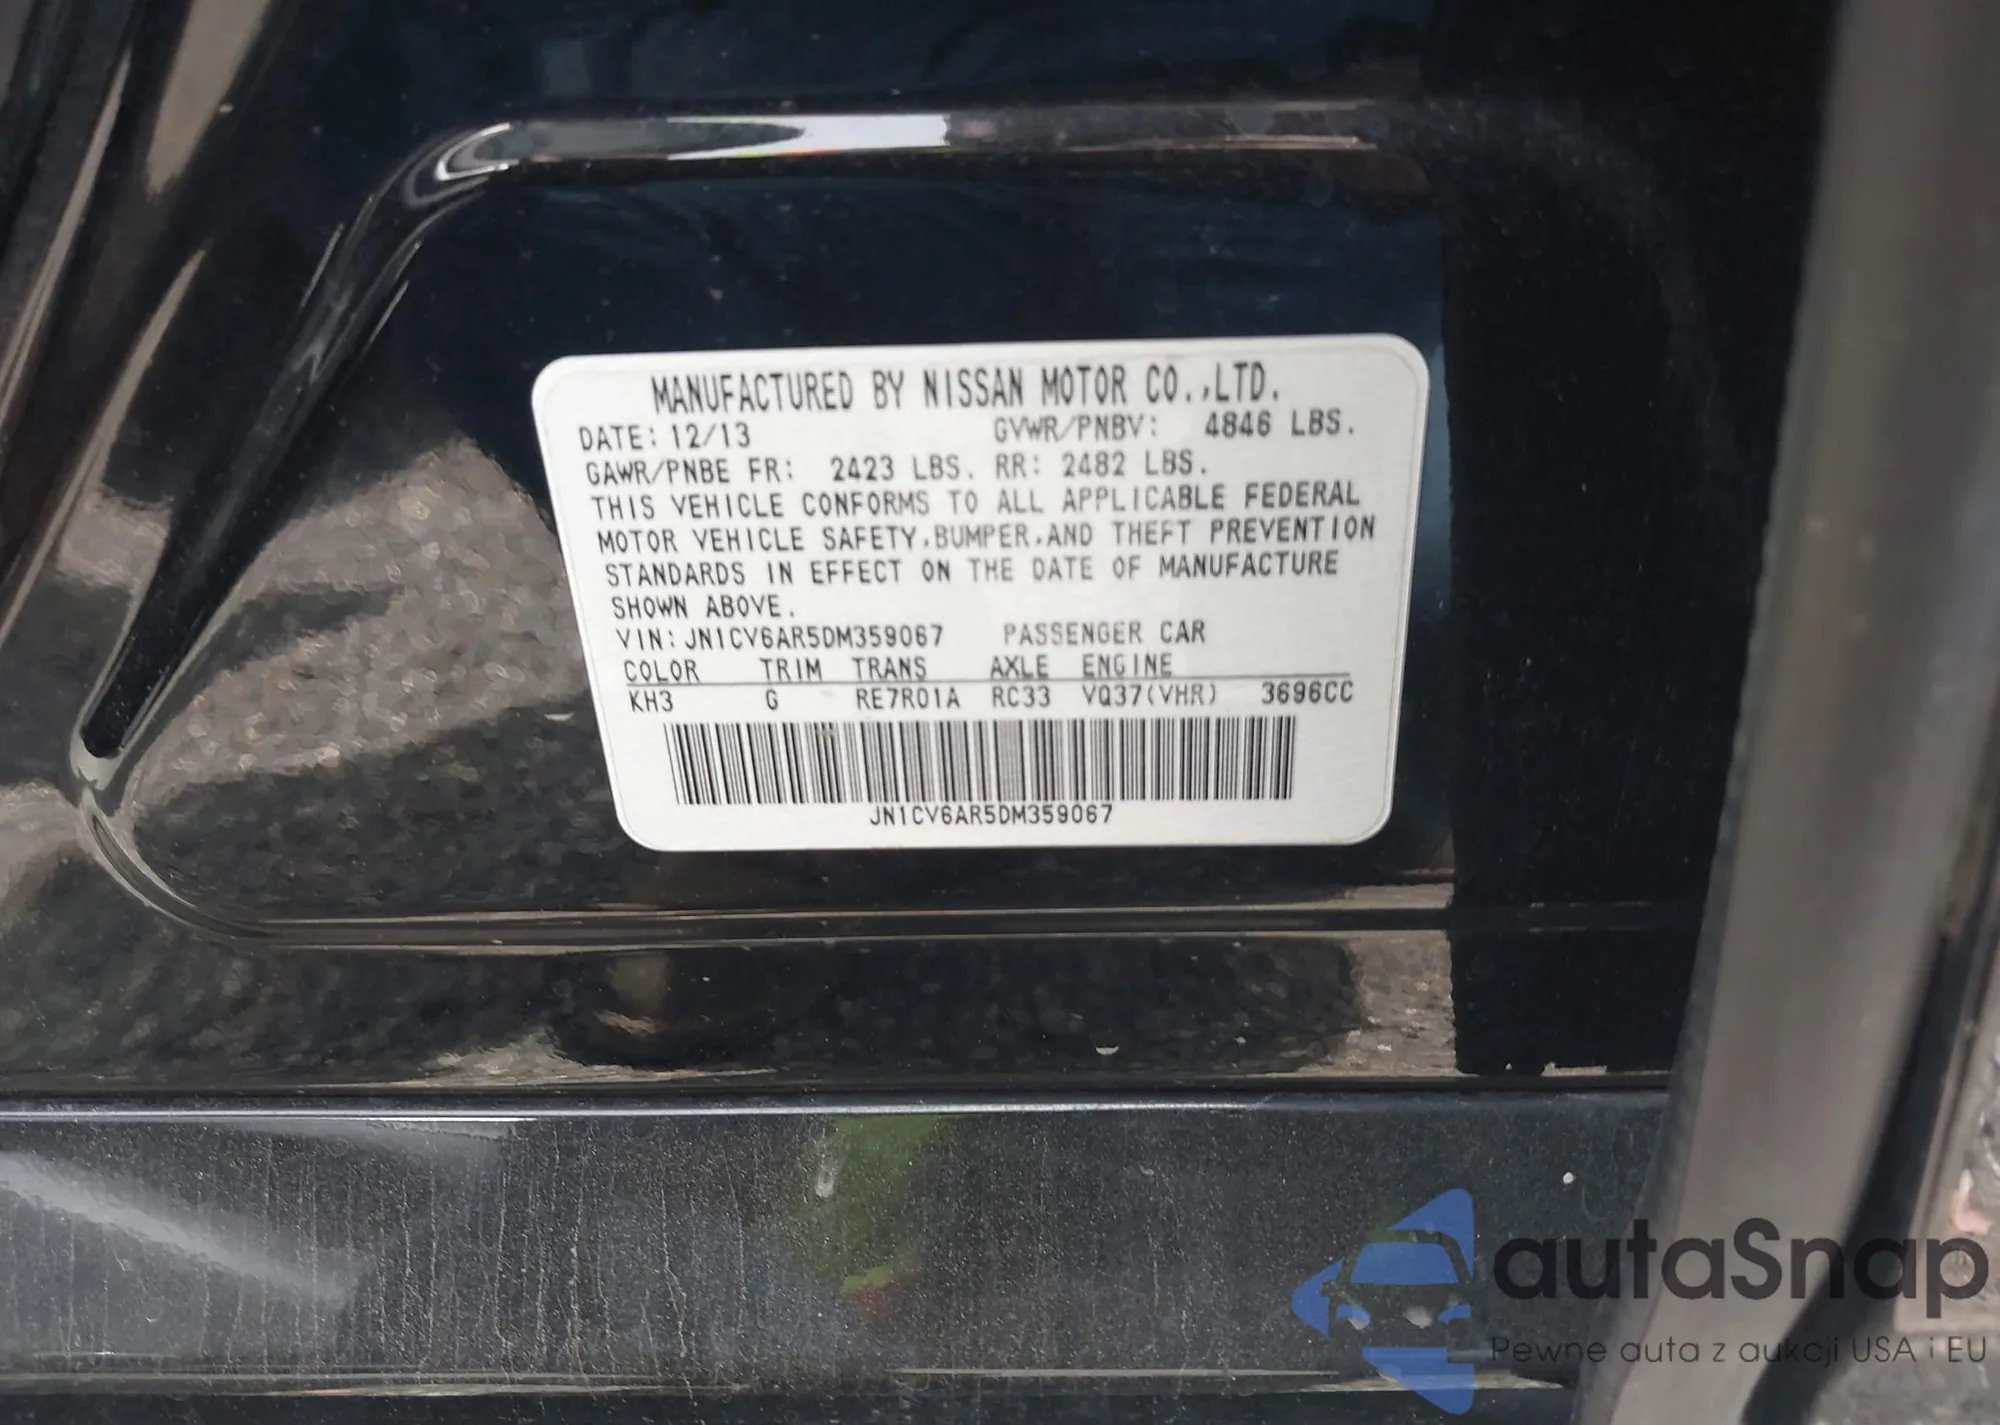 MANUFACTURED BY NISSAN MOTOR CO.,LTD.
DATE: 12/13 GVWR/PNBV: 4846 LBS.
GAWR/PNBE FR: 2423 LBS. RR: 2482 LBS.
THIS VEHICLE CONFORMS TO ALL APPLICABLE FEDERAL
MOTOR VEHICLE SAFETY,BUMPER,AND THEFT PREVENTION
STANDARDS IN EFFECT ON THE DATE OF MANUFACTURE
SHOWN ABOVE.
VIN: JN1CV6AR5DM359067 PASSENGER CAR
COLOR TRIM TRANS AXLE ENGINE
KH3 G RE7R01A RC33 VQ37(VHR) 3696CC
JN1CV6AR5DM359067
autaSnap
Pewne auta z aukcji USA i EU